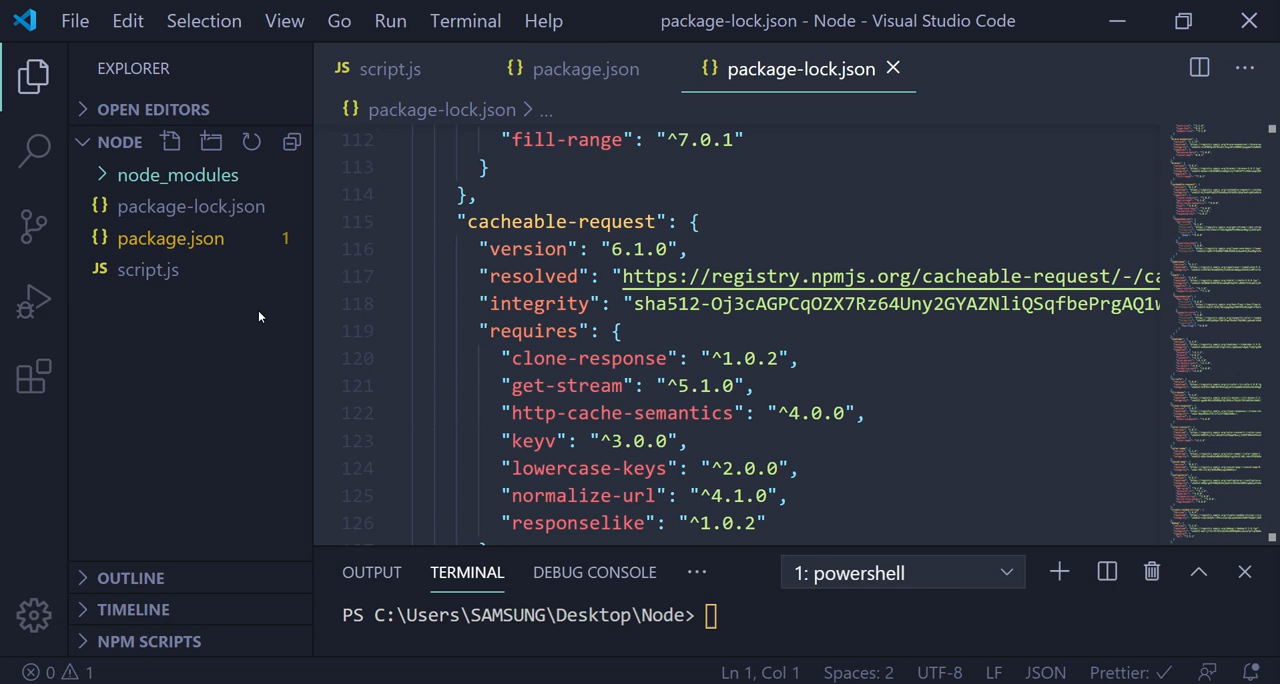 File Edit Selection View Go Run Terminal Help package-lock.json - Node - Visual Studio Code
EXPLORER
OPEN EDITORS
NODE
node_modules
{} package-lock.json
{} package.json 1
JS script.js
OUTLINE
TIMELINE
NPM SCRIPTS
JS script.js {} package.json {} package-lock.json
{} package-lock.json > ...
112 "fill-range": "^7.0.1"
113 }
114 },
115 "cacheable-request": {
116 "version": "6.1.0",
117 "resolved": "https://registry.npmjs.org/cacheable-request/-/ca
118 "integrity": "sha512-Oj3cAGPCqOZX7Rz64Uny2GYAZNliQSqfbePrgAQ1
119 "requires": {
120 "clone-response": "^1.0.2",
121 "get-stream": "^5.1.0",
122 "http-cache-semantics": "^4.0.0",
123 "keyv": "^3.0.0",
124 "lowercase-keys": "^2.0.0",
125 "normalize-url": "^4.1.0",
126 "responselike": "^1.0.2"
OUTPUT TERMINAL DEBUG CONSOLE ... 1: powershell
PS C:\Users\SAMSUNG\Desktop\Node>
0 1 Ln 1, Col 1 Spaces: 2 UTF-8 LF JSON Prettier: ✓